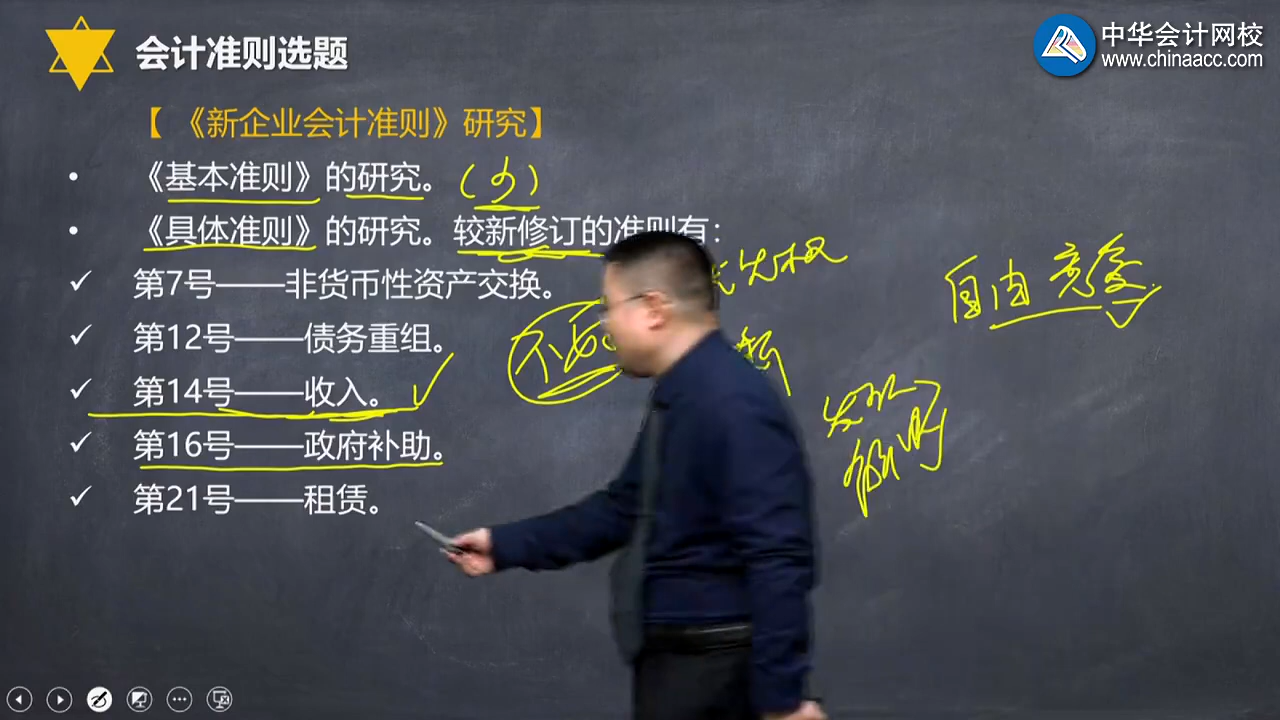 会计准则选题
中华会计网校
www.chinaacc.com
【 《新企业会计准则》研究】
• 《基本准则》的研究。(少)
• 《具体准则》的研究。较新修订的准则有：
✓ 第7号——非货币性资产交换。
✓ 第12号——债务重组。
✓ 第14号——收入。
✓ 第16号——政府补助。
✓ 第21号——租赁。
自由竞争